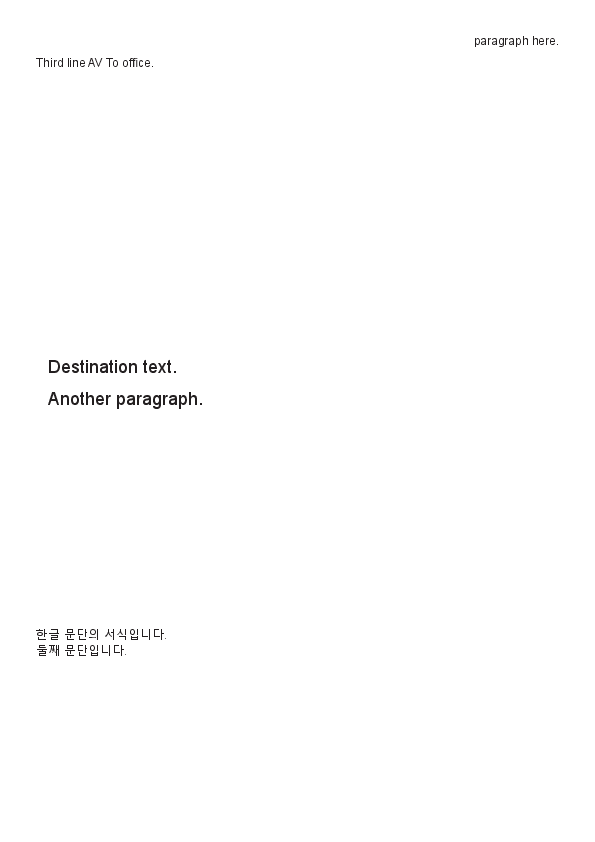 paragraph here.
Third line AV To office.
Destination text.
Another paragraph.
한글 문단의 서식입니다.
둘째 문단입니다.